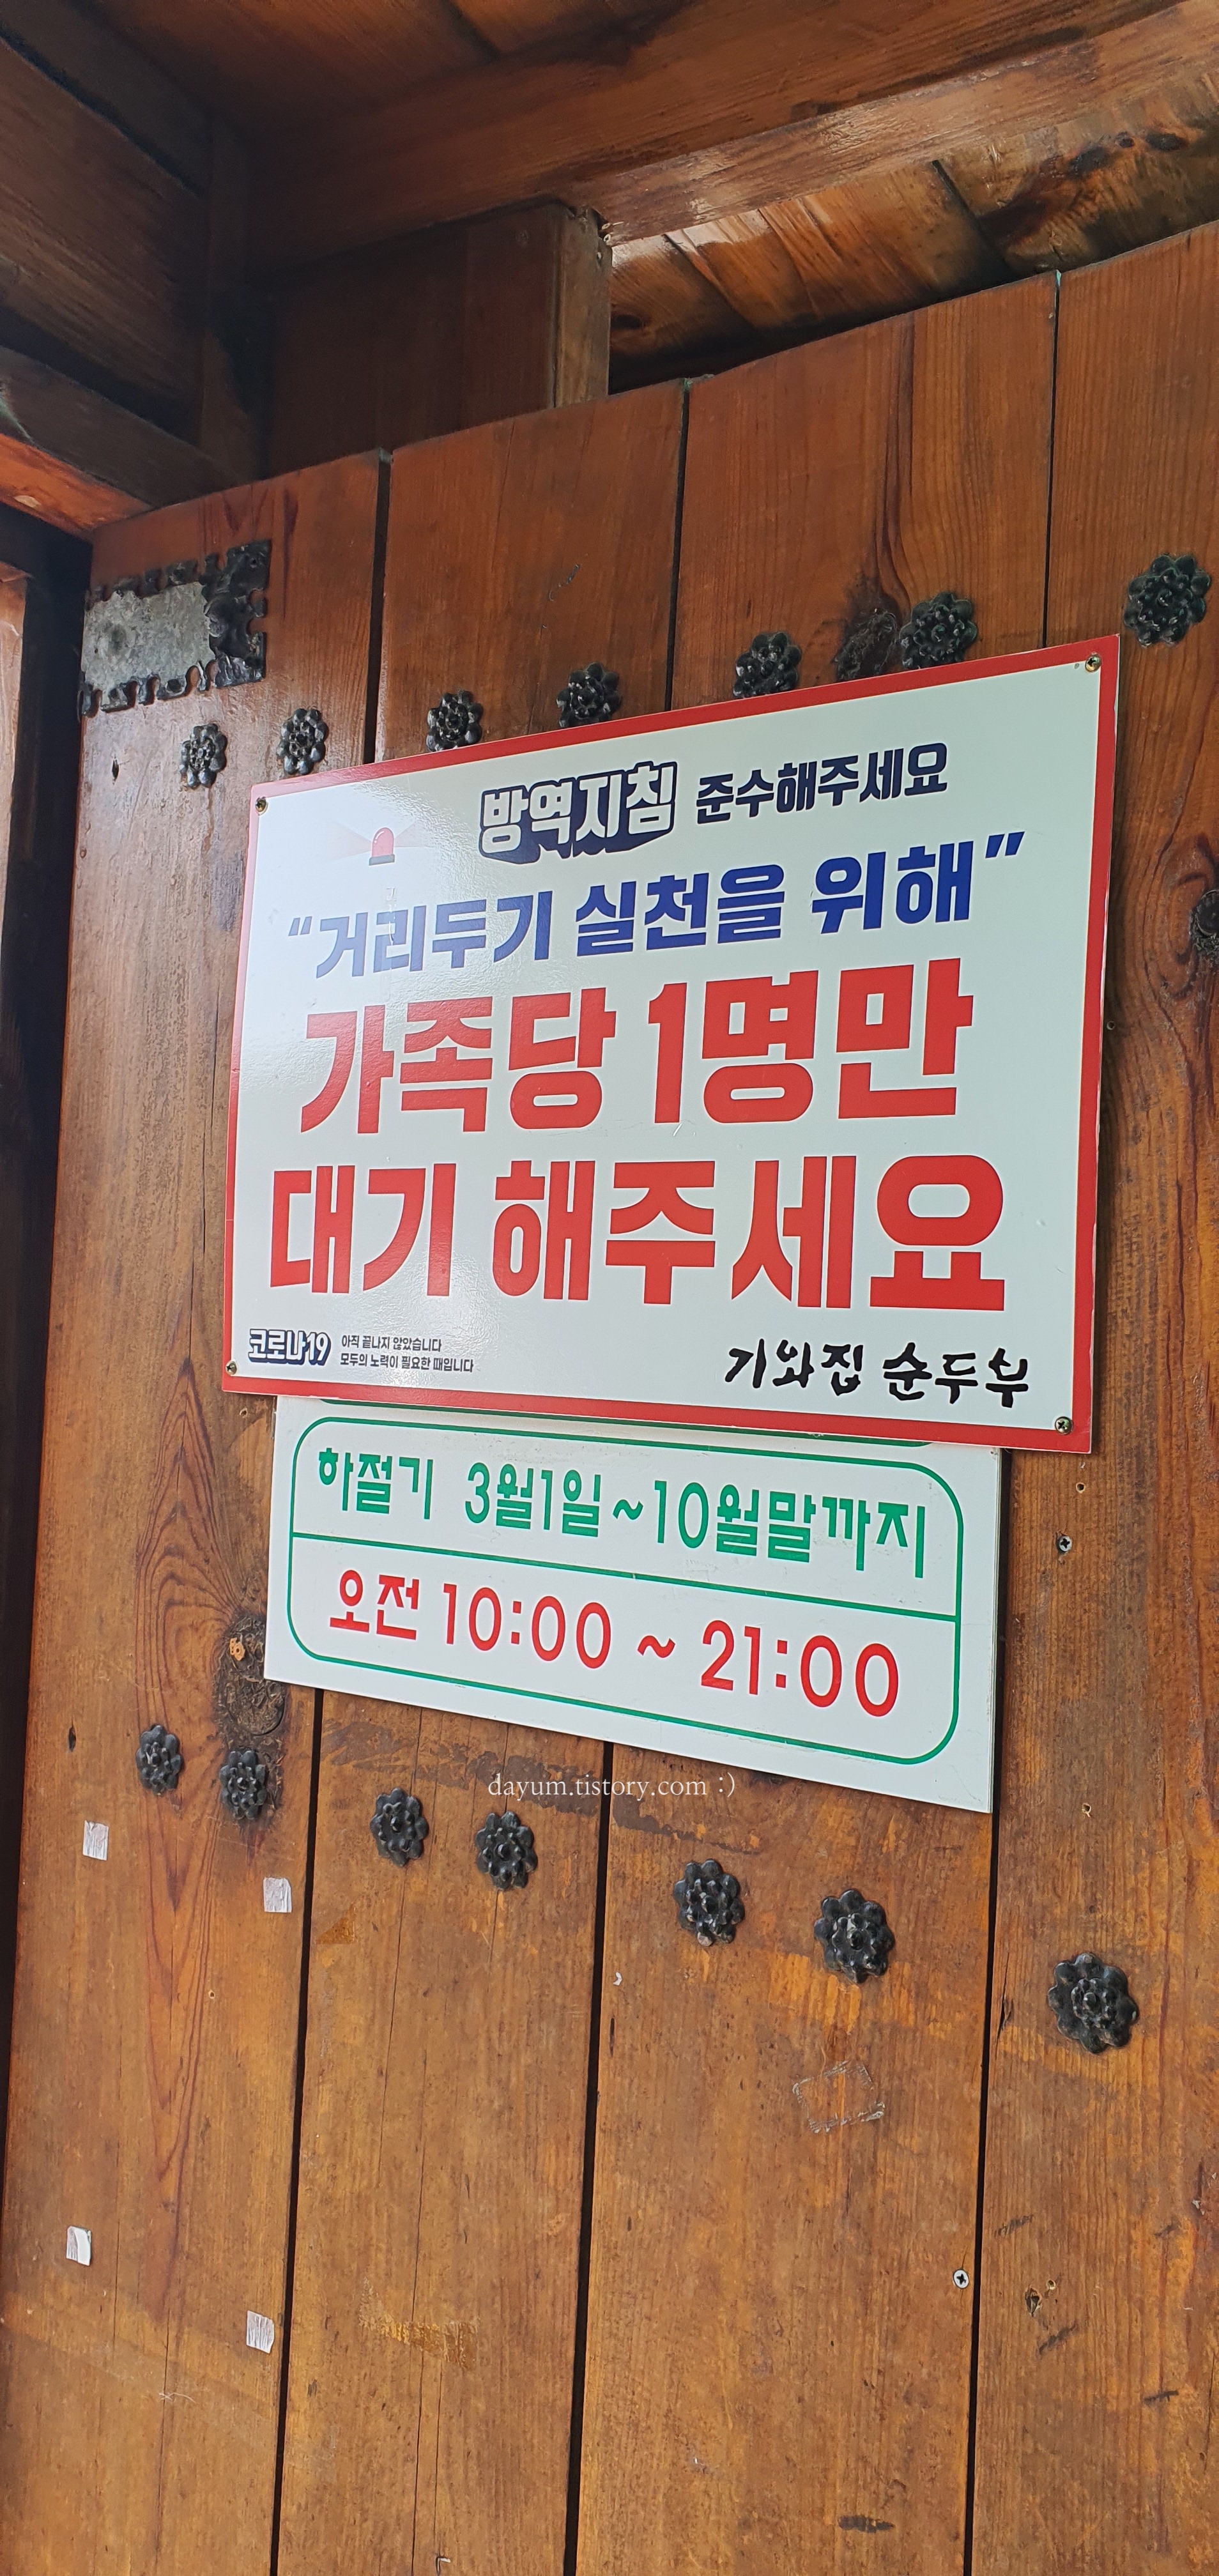 방역지침 준수해주세요
“거리두기 실천을 위해”
가족당 1명만
대기 해주세요
코로나19 아직 끝나지 않았습니다
모두의 노력이 필요한 때입니다
기와집 순두부
하절기 3월1일~10월말까지
오전 10:00 ~ 21:00
dayum.tistory.com :)